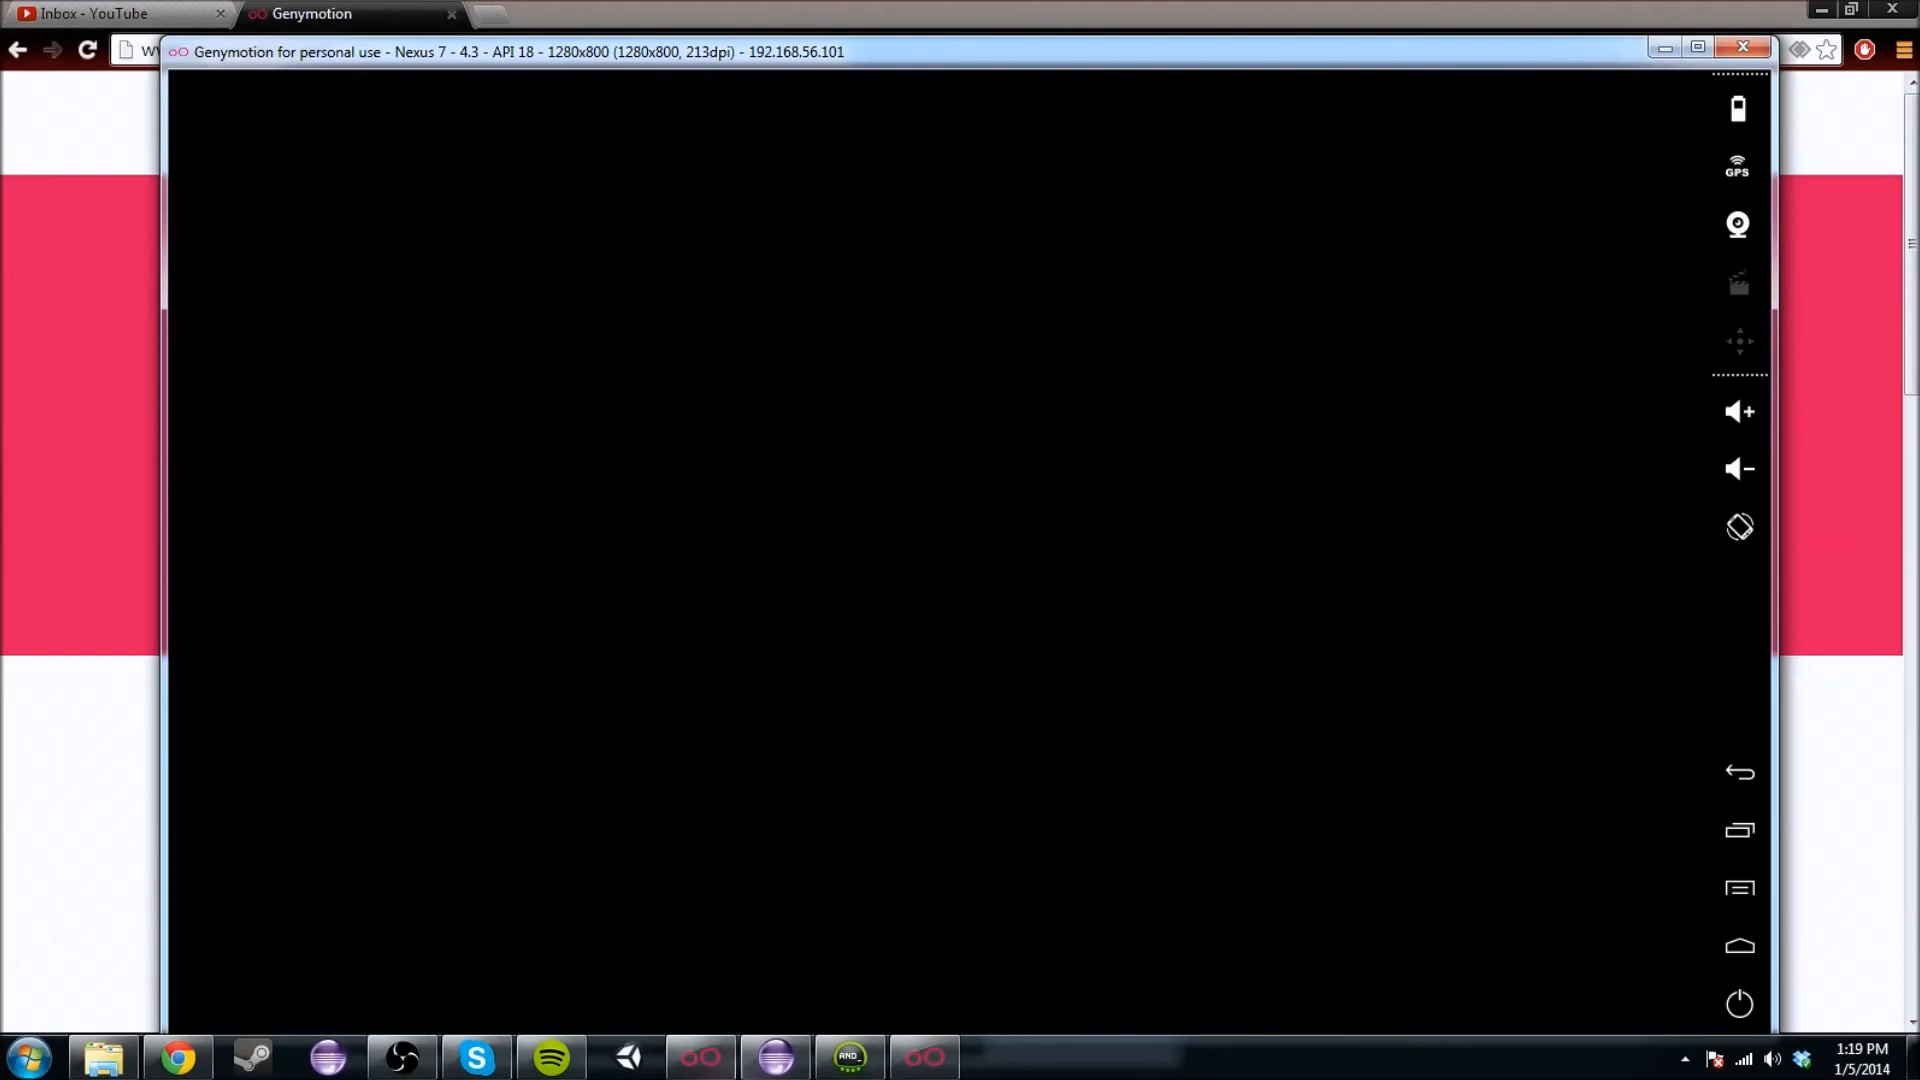 Inbox - YouTube
Genymotion
Genymotion for personal use - Nexus 7 - 4.3 - API 18 - 1280x800 (1280x800, 213dpi) - 192.168.56.101
GPS
AND_
1:19 PM
1/5/2014